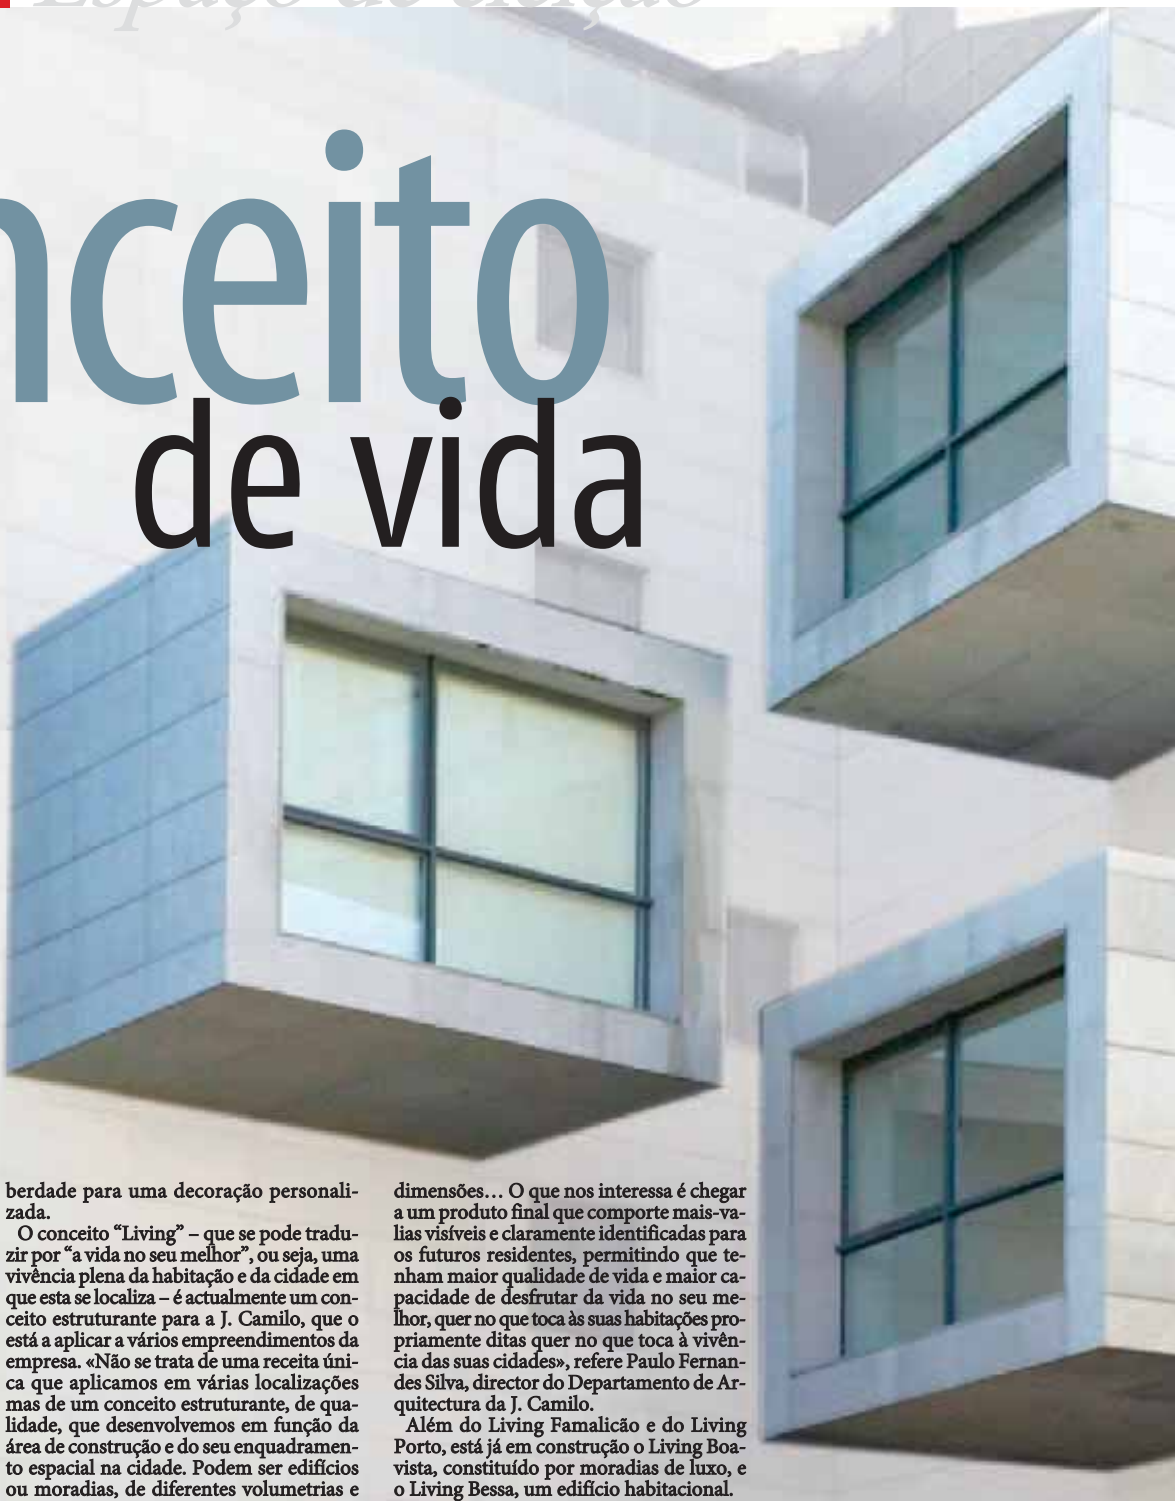 Espaço de eleição
nceito
de vida
berdade para uma decoração personali-
zada.
O conceito “Living” – que se pode tradu-
zir por “a vida no seu melhor”, ou seja, uma
vivência plena da habitação e da cidade em
que esta se localiza – é actualmente um con-
ceito estruturante para a J. Camilo, que o
está a aplicar a vários empreendimentos da
empresa. «Não se trata de uma receita úni-
ca que aplicamos em várias localizações
mas de um conceito estruturante, de qua-
lidade, que desenvolvemos em função da
área de construção e do seu enquadramen-
to espacial na cidade. Podem ser edifícios
ou moradias, de diferentes volumetrias e
dimensões… O que nos interessa é chegar
a um produto final que comporte mais-va-
lias visíveis e claramente identificadas para
os futuros residentes, permitindo que te-
nham maior qualidade de vida e maior ca-
pacidade de desfrutar da vida no seu me-
lhor, quer no que toca às suas habitações pro-
priamente ditas quer no que toca à vivên-
cia das suas cidades», refere Paulo Fernan-
des Silva, director do Departamento de Ar-
quitectura da J. Camilo.
Além do Living Famalicão e do Living
Porto, está já em construção o Living Boa-
vista, constituído por moradias de luxo, e
o Living Bessa, um edifício habitacional.